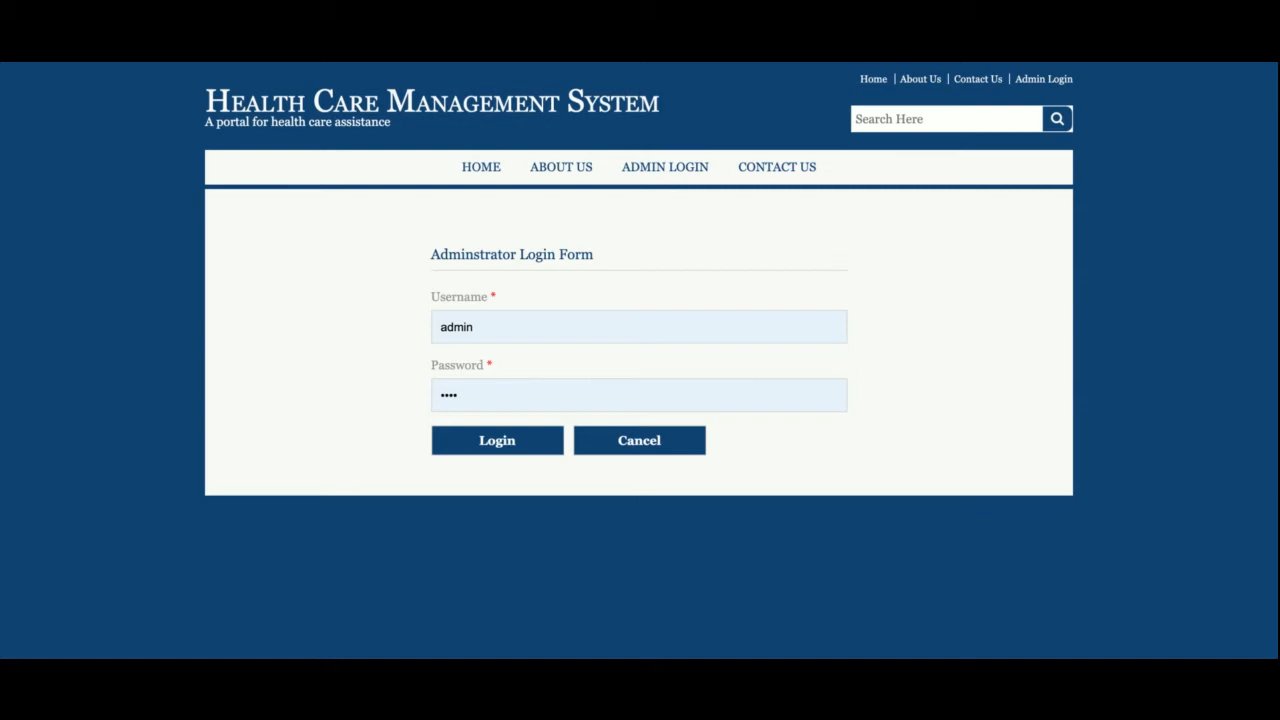 Home | About Us | Contact Us | Admin Login
HEALTH CARE MANAGEMENT SYSTEM
A portal for health care assistance
Search Here
HOME ABOUT US ADMIN LOGIN CONTACT US
Adminstrator Login Form
Username *
admin
Password *
••••
Login Cancel